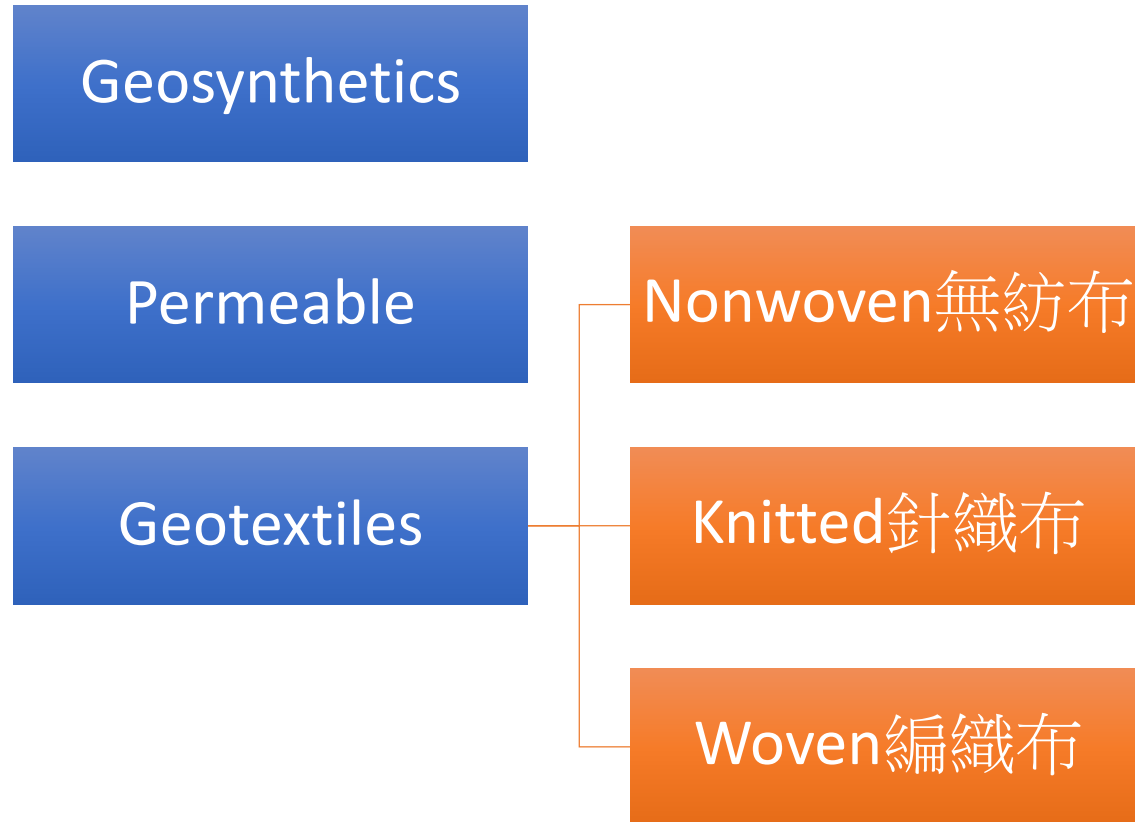 Geosynthetics
Permeable
Nonwoven無紡布
Geotextiles
Knitted針織布
Woven編織布